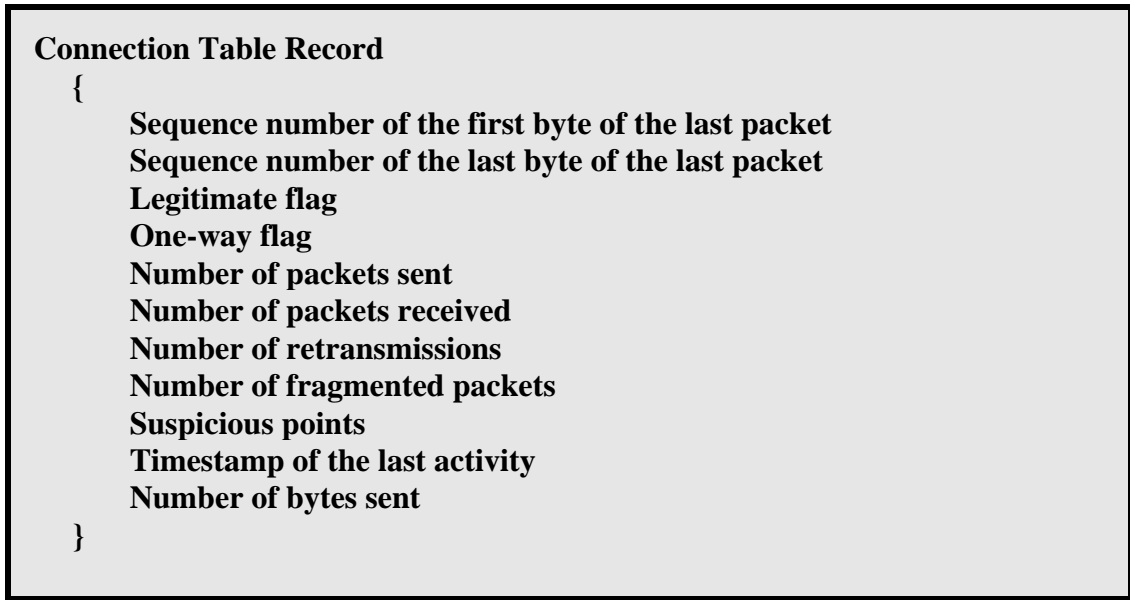 Connection Table Record
{
Sequence number of the first byte of the last packet
Sequence number of the last byte of the last packet
Legitimate flag
One-way flag
Number of packets sent
Number of packets received
Number of retransmissions
Number of fragmented packets
Suspicious points
Timestamp of the last activity
Number of bytes sent
}